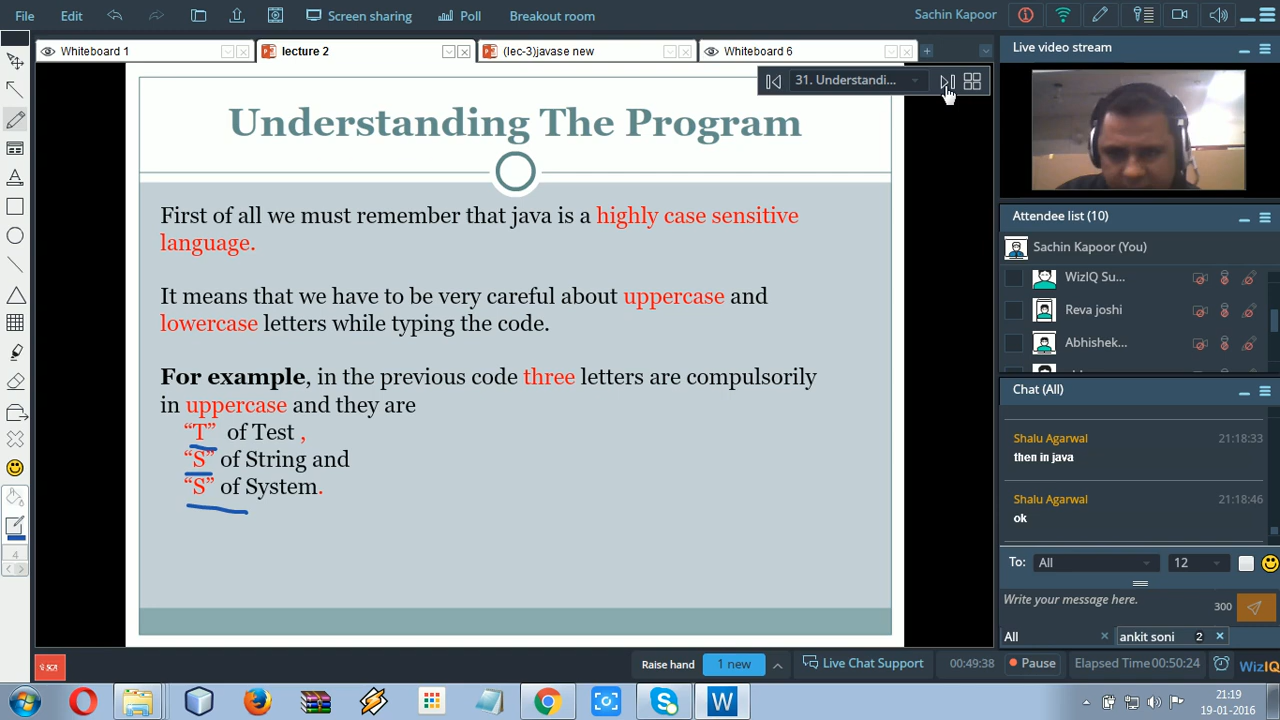 File Edit Screen sharing Poll Breakout room Sachin Kapoor
Whiteboard 1 lecture 2 (lec-3)javase new Whiteboard 6
31. Understandi...
Understanding The Program
First of all we must remember that java is a highly case sensitive
language.
It means that we have to be very careful about uppercase and
lowercase letters while typing the code.
For example, in the previous code three letters are compulsorily
in uppercase and they are
“T” of Test ,
“S” of String and
“S” of System.
4
Live video stream
Attendee list (10)
Sachin Kapoor (You)
WizIQ Su...
Reva joshi
Abhishek...
Chat (All)
Shalu Agarwal 21:18:33
then in java
Shalu Agarwal 21:18:46
ok
To: All 12
Write your message here. 300
All ankit soni 2
Raise hand 1 new Live Chat Support 00:49:38 Pause Elapsed Time 00:50:24 WizIQ
21:19
19-01-2016